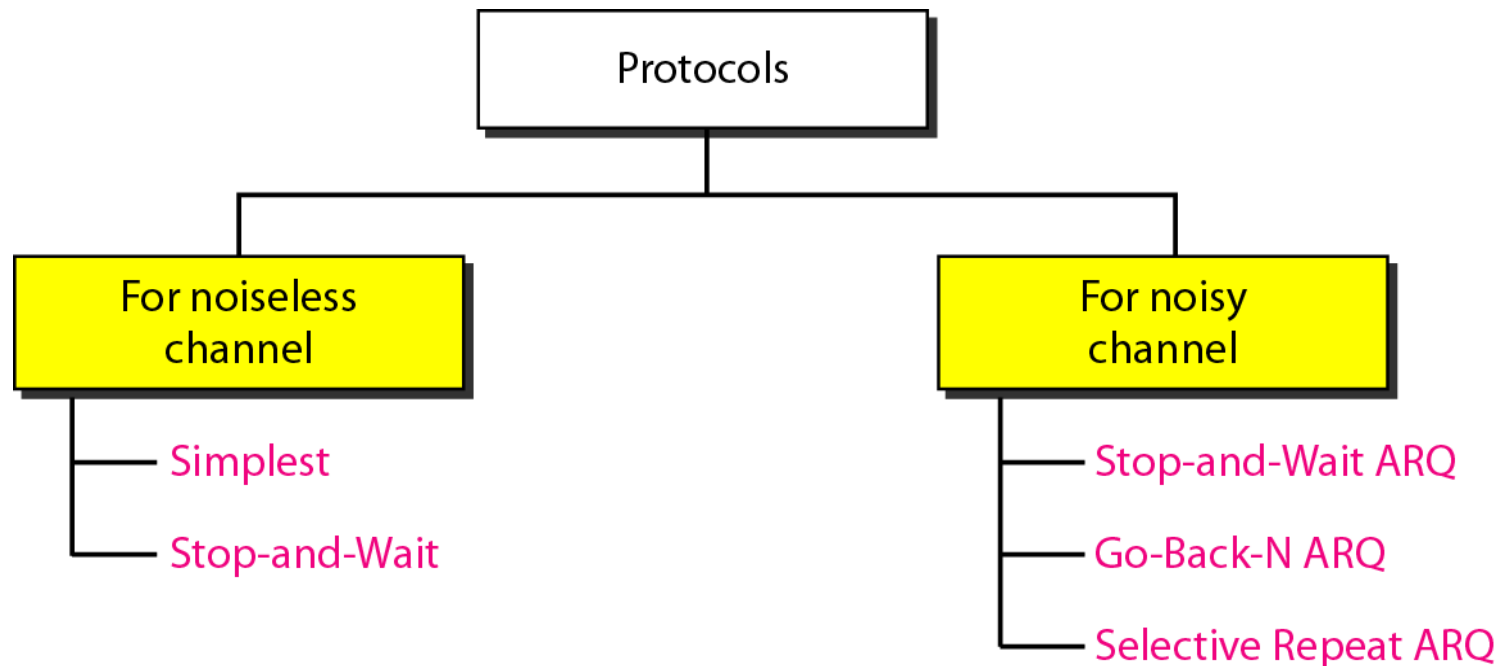 Protocols
For noiseless
channel
Simplest
Stop-and-Wait
For noisy
channel
Stop-and-Wait ARQ
Go-Back-N ARQ
Selective Repeat ARQ